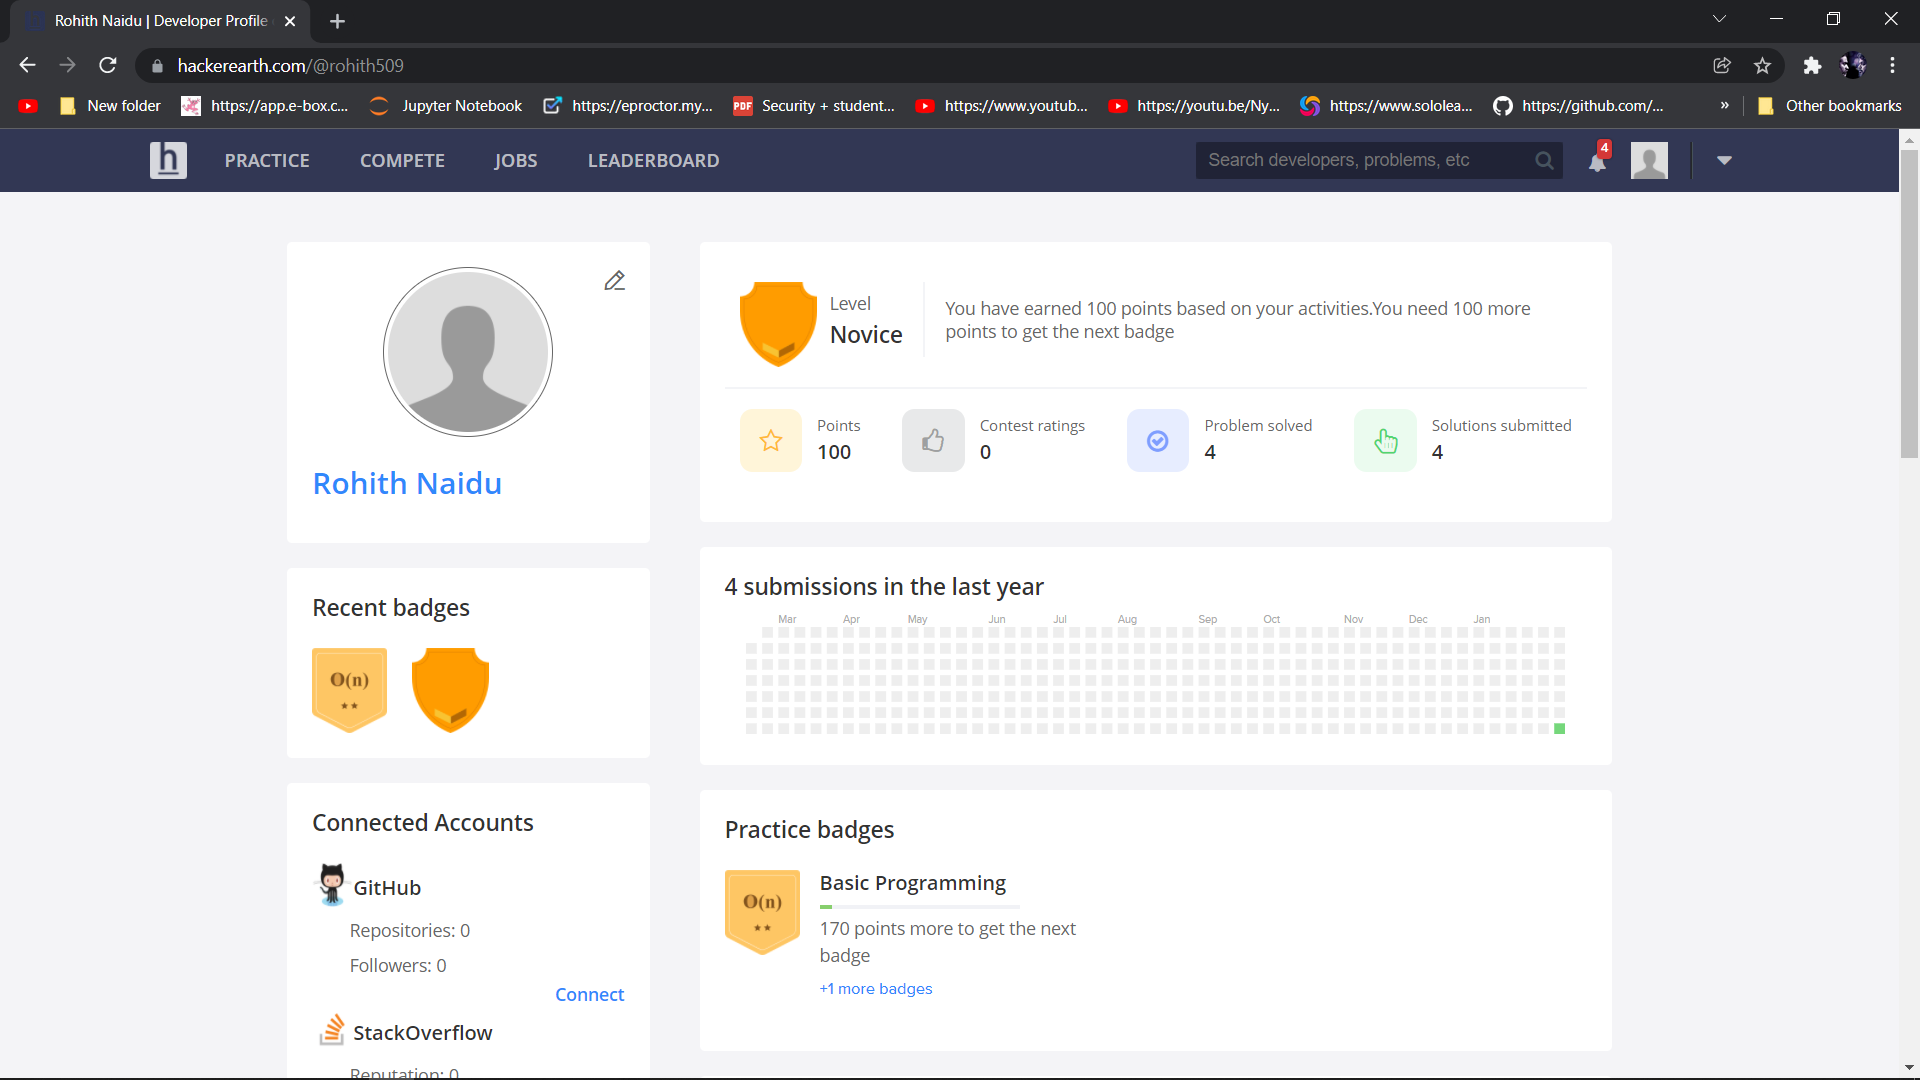 Rohith Naidu | Developer Profile
hackerearth.com/@rohith509
New folder
https://app.e-box.c...
Jupyter Notebook
https://eproctor.my...
PDF
Security + student...
https://www.youtub...
https://youtu.be/Ny...
https://www.sololea...
https://github.com/...
»
Other bookmarks
h
PRACTICE
COMPETE
JOBS
LEADERBOARD
Search developers, problems, etc
4
Rohith Naidu
Level
Novice
You have earned 100 points based on your activities.You need 100 more
points to get the next badge
Points
100
Contest ratings
0
Problem solved
4
Solutions submitted
4
Recent badges
O(n)
4 submissions in the last year
Mar Apr May Jun Jul Aug Sep Oct Nov Dec Jan
Connected Accounts
GitHub
Repositories: 0
Followers: 0
Connect
StackOverflow
Reputation: 0
Practice badges
O(n)
Basic Programming
170 points more to get the next
badge
+1 more badges